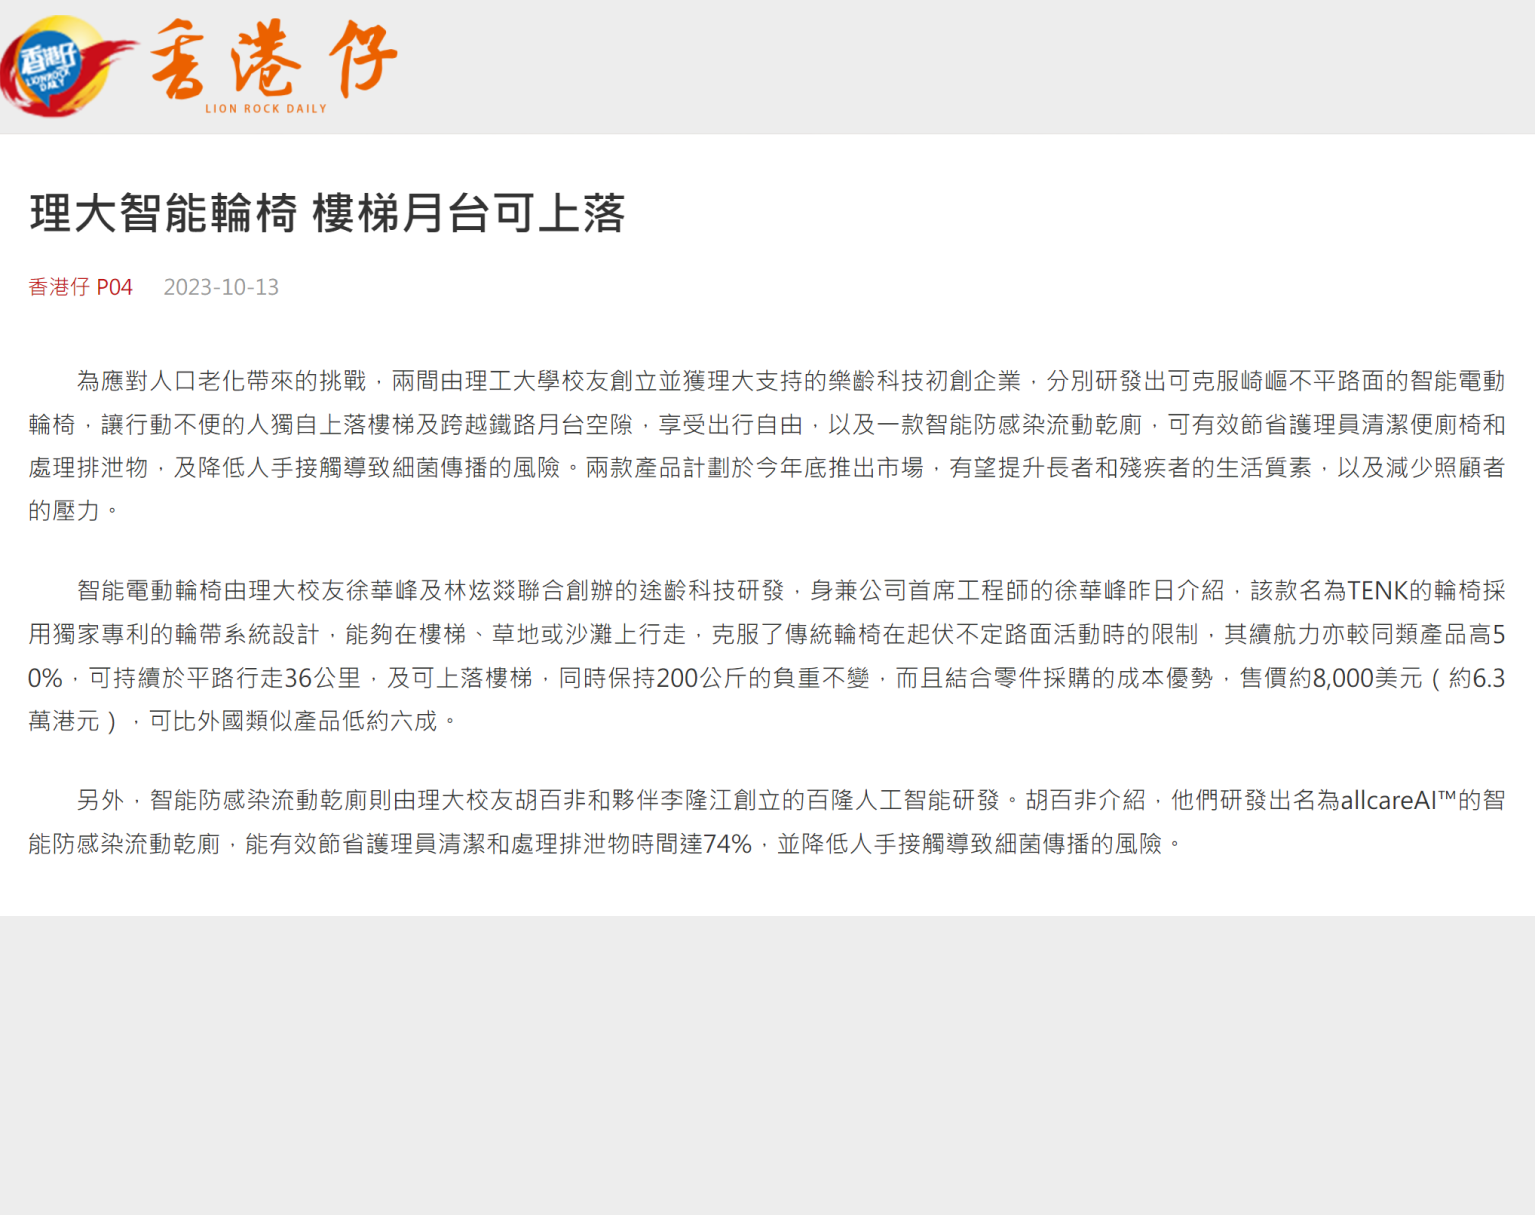 香港仔
LIONROCK
DAILY
香港仔
LION ROCK DAILY
理大智能輪椅 樓梯月台可上落
香港仔 P04 2023-10-13
為應對人口老化帶來的挑戰，兩間由理工大學校友創立並獲理大支持的樂齡科技初創企業，分別研發出可克服崎嶇不平路面的智能電動
輪椅，讓行動不便的人獨自上落樓梯及跨越鐵路月台空隙，享受出行自由，以及一款智能防感染流動乾廁，可有效節省護理員清潔便廁椅和
處理排泄物，及降低人手接觸導致細菌傳播的風險。兩款產品計劃於今年底推出市場，有望提升長者和殘疾者的生活質素，以及減少照顧者
的壓力。
智能電動輪椅由理大校友徐華峰及林炫燚聯合創辦的途齡科技研發，身兼公司首席工程師的徐華峰昨日介紹，該款名為TENK的輪椅採
用獨家專利的輪帶系統設計，能夠在樓梯、草地或沙灘上行走，克服了傳統輪椅在起伏不定路面活動時的限制，其續航力亦較同類產品高5
0%，可持續於平路行走36公里，及可上落樓梯，同時保持200公斤的負重不變，而且結合零件採購的成本優勢，售價約8,000美元（約6.3
萬港元），可比外國類似產品低約六成。
另外，智能防感染流動乾廁則由理大校友胡百非和夥伴李隆江創立的百隆人工智能研發。胡百非介紹，他們研發出名為allcareAI™的智
能防感染流動乾廁，能有效節省護理員清潔和處理排泄物時間達74%，並降低人手接觸導致細菌傳播的風險。